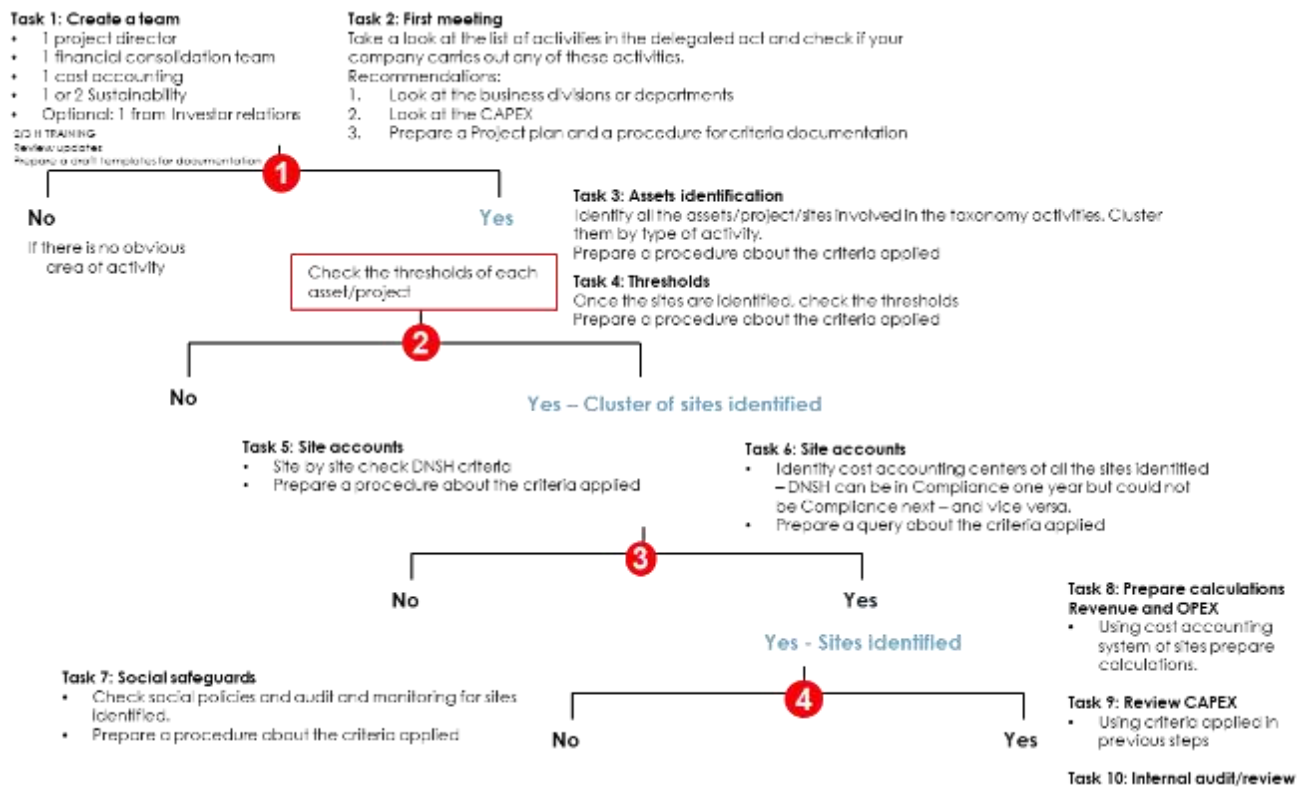 Task 1: Create a team
• 1 project director
• 1 financial consolidation team
• 1 cost accounting
• 1 or 2 Sustainability
• Optional: 1 from Investor relations
2/3 H TRAINING
Review updates
Prepare a draft templates for documentation
Task 2: First meeting
Take a look at the list of activities in the delegated act and check if your
company carries out any of these activities.
Recommendations:
1. Look at the business divisions or departments
2. Look at the CAPEX
3. Prepare a Project plan and a procedure for criteria documentation
1
No
If there is no obvious
area of activity
Yes
Task 3: Assets identification
Identify all the assets/project/sites involved in the taxonomy activities. Cluster
them by type of activity.
Prepare a procedure about the criteria applied
Check the thresholds of each
asset/project
Task 4: Thresholds
Once the sites are identified, check the thresholds
Prepare a procedure about the criteria applied
2
No
Yes – Cluster of sites identified
Task 5: Site accounts
• Site by site check DNSH criteria
• Prepare a procedure about the criteria applied
Task 6: Site accounts
• Identify cost accounting centers of all the sites identified
– DNSH can be in Compliance one year but could not
be Compliance next – and vice versa.
• Prepare a query about the criteria applied
3
No
Yes
Yes - Sites identified
Task 7: Social safeguards
• Check social policies and audit and monitoring for sites
identified.
• Prepare a procedure about the criteria applied
4
No
Yes
Task 8: Prepare calculations
Revenue and OPEX
• Using cost accounting
system of sites prepare
calculations.
Task 9: Review CAPEX
• Using criteria applied in
previous steps
Task 10: Internal audit/review